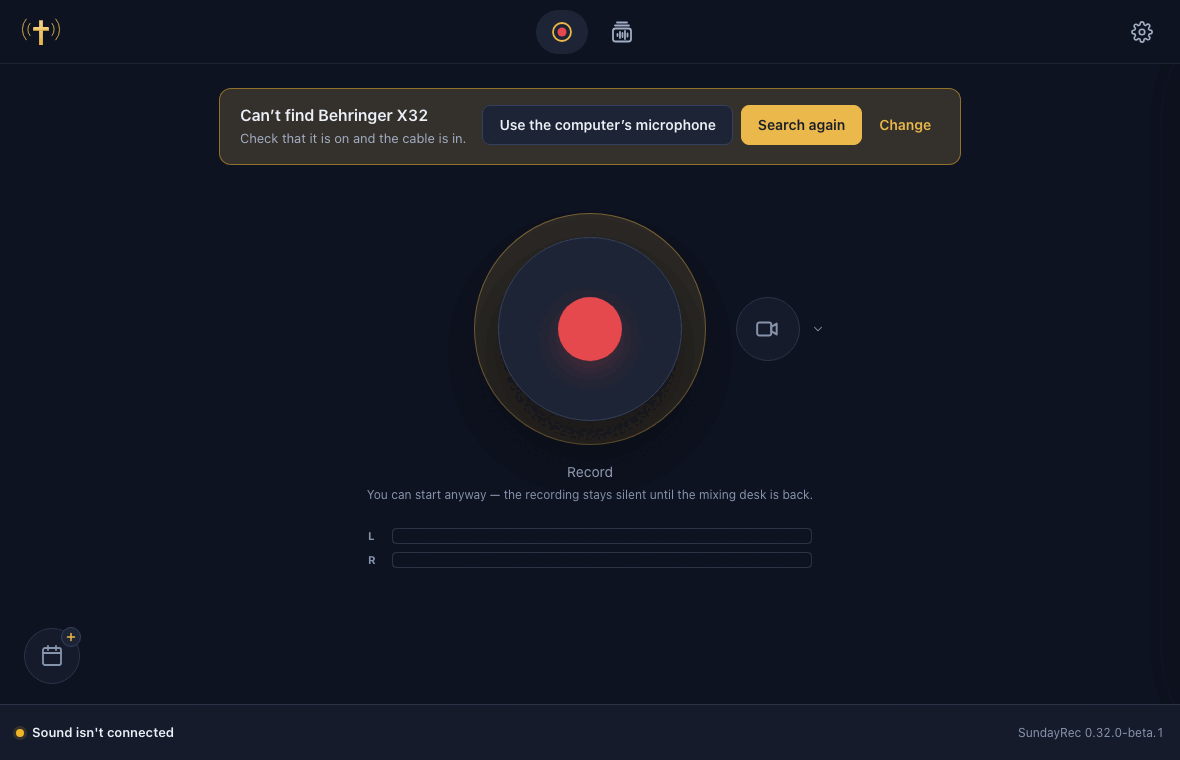 Can’t find Behringer X32
Check that it is on and the cable is in.
Use the computer’s microphone
Search again
Change
Record
You can start anyway — the recording stays silent until the mixing desk is back.
L
R
Sound isn't connected
SundayRec 0.32.0-beta.1